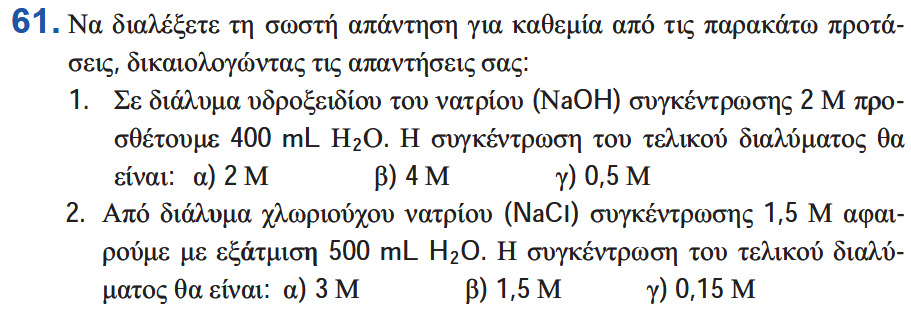 61. Να διαλέξετε τη σωστή απάντηση για καθεμία από τις παρακάτω προτά-
σεις, δικαιολογώντας τις απαντήσεις σας:
1. Σε διάλυμα υδροξειδίου του νατρίου (NaOH) συγκέντρωσης 2 M προ-
σθέτουμε 400 mL H₂O. Η συγκέντρωση του τελικού διαλύματος θα
είναι: α) 2 M β) 4 M γ) 0,5 M
2. Από διάλυμα χλωριούχου νατρίου (NaCl) συγκέντρωσης 1,5 M αφαι-
ρούμε με εξάτμιση 500 mL H₂O. Η συγκέντρωση του τελικού διαλύ-
ματος θα είναι: α) 3 M β) 1,5 M γ) 0,15 M